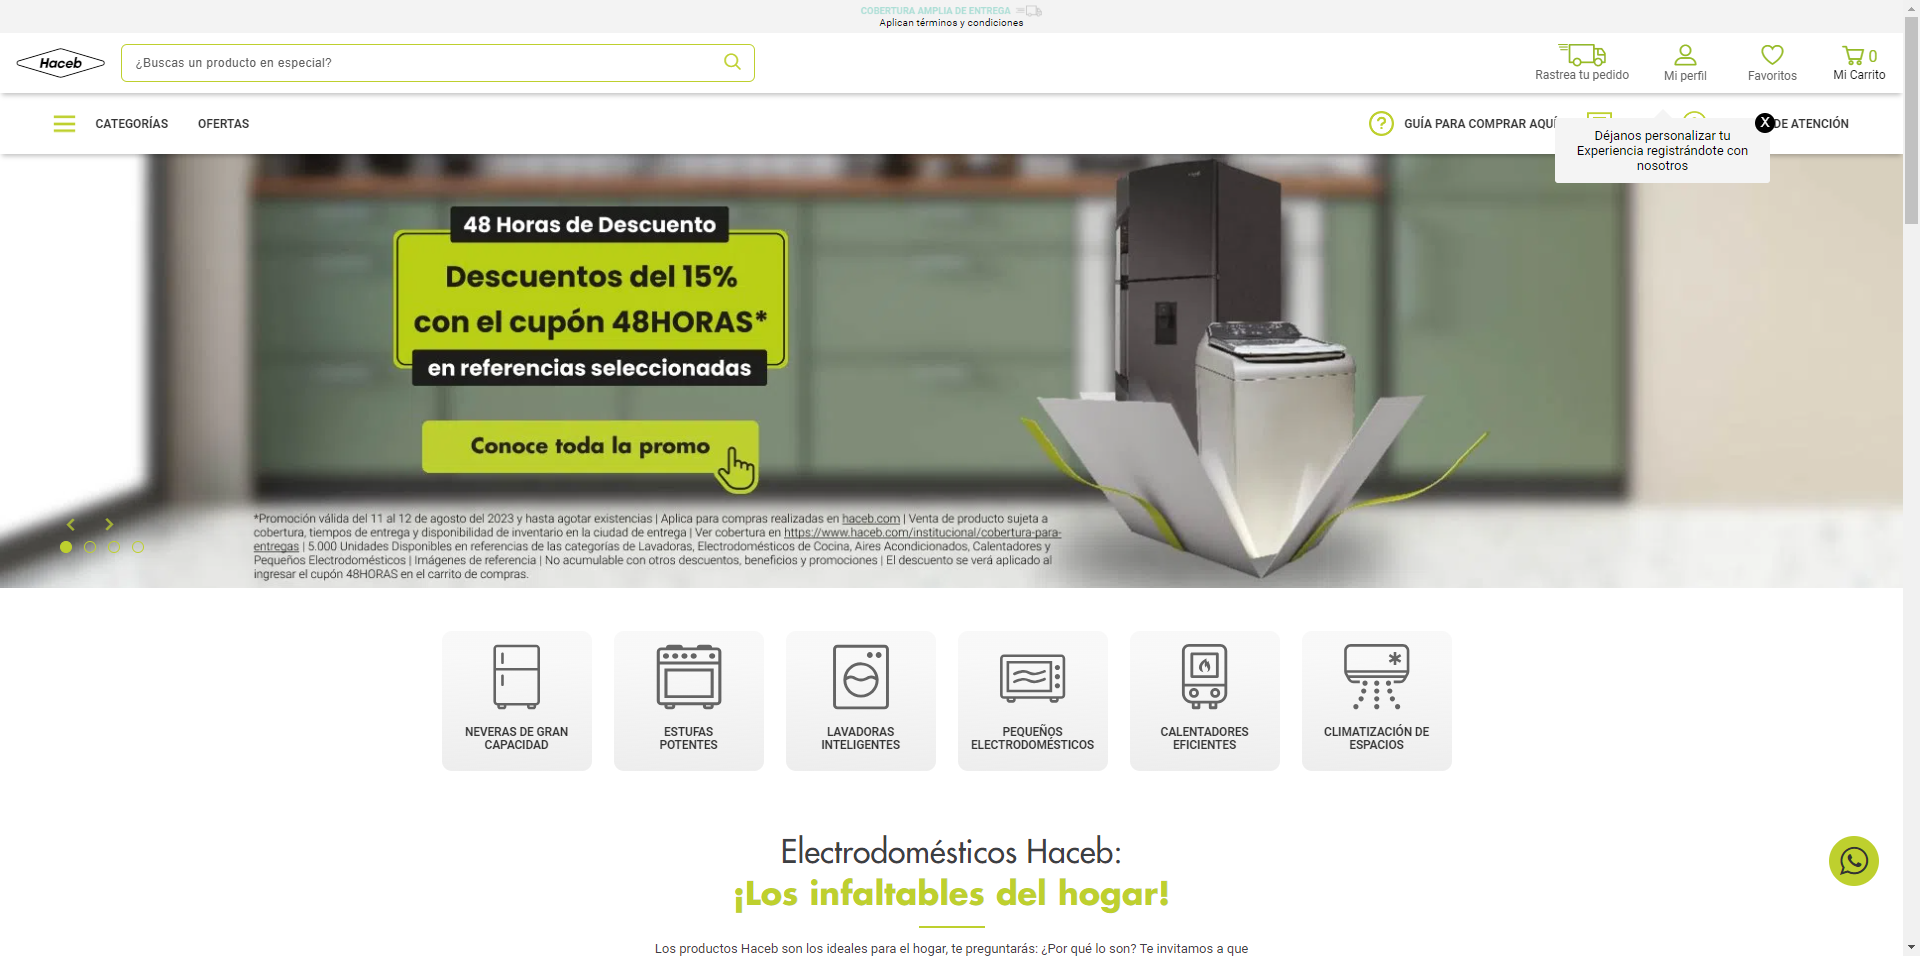 COBERTURA AMPLIA DE ENTREGA
Aplican términos y condiciones
Haceb
¿Buscas un producto en especial?
Rastrea tu pedido
Mi perfil
Favoritos
0
Mi Carrito
CATEGORÍAS
OFERTAS
GUÍA PARA COMPRAR AQUÍ
DE ATENCIÓN
X
Déjanos personalizar tu
Experiencia registrándote con
nosotros
48 Horas de Descuento
Descuentos del 15%
con el cupón 48HORAS*
en referencias seleccionadas
Conoce toda la promo
*Promoción válida del 11 al 12 de agosto del 2023 y hasta agotar existencias | Aplica para compras realizadas en haceb.com | Venta de producto sujeta a
cobertura, tiempos de entrega y disponibilidad de inventario en la ciudad de entrega | Ver cobertura en https://www.haceb.com/institucional/cobertura-para-
entregas | 5.000 Unidades Disponibles en referencias de las categorías de Lavadoras, Electrodomésticos de Cocina, Aires Acondicionados, Calentadores y
Pequeños Electrodomésticos | Imágenes de referencia | No acumulable con otros descuentos, beneficios y promociones | El descuento se verá aplicado al
ingresar el cupón 48HORAS en el carrito de compras.
NEVERAS DE GRAN
CAPACIDAD
ESTUFAS
POTENTES
LAVADORAS
INTELIGENTES
PEQUEÑOS
ELECTRODOMÉSTICOS
CALENTADORES
EFICIENTES
CLIMATIZACIÓN DE
ESPACIOS
Electrodomésticos Haceb:
¡Los infaltables del hogar!
Los productos Haceb son los ideales para el hogar, te preguntarás: ¿Por qué lo son? Te invitamos a que